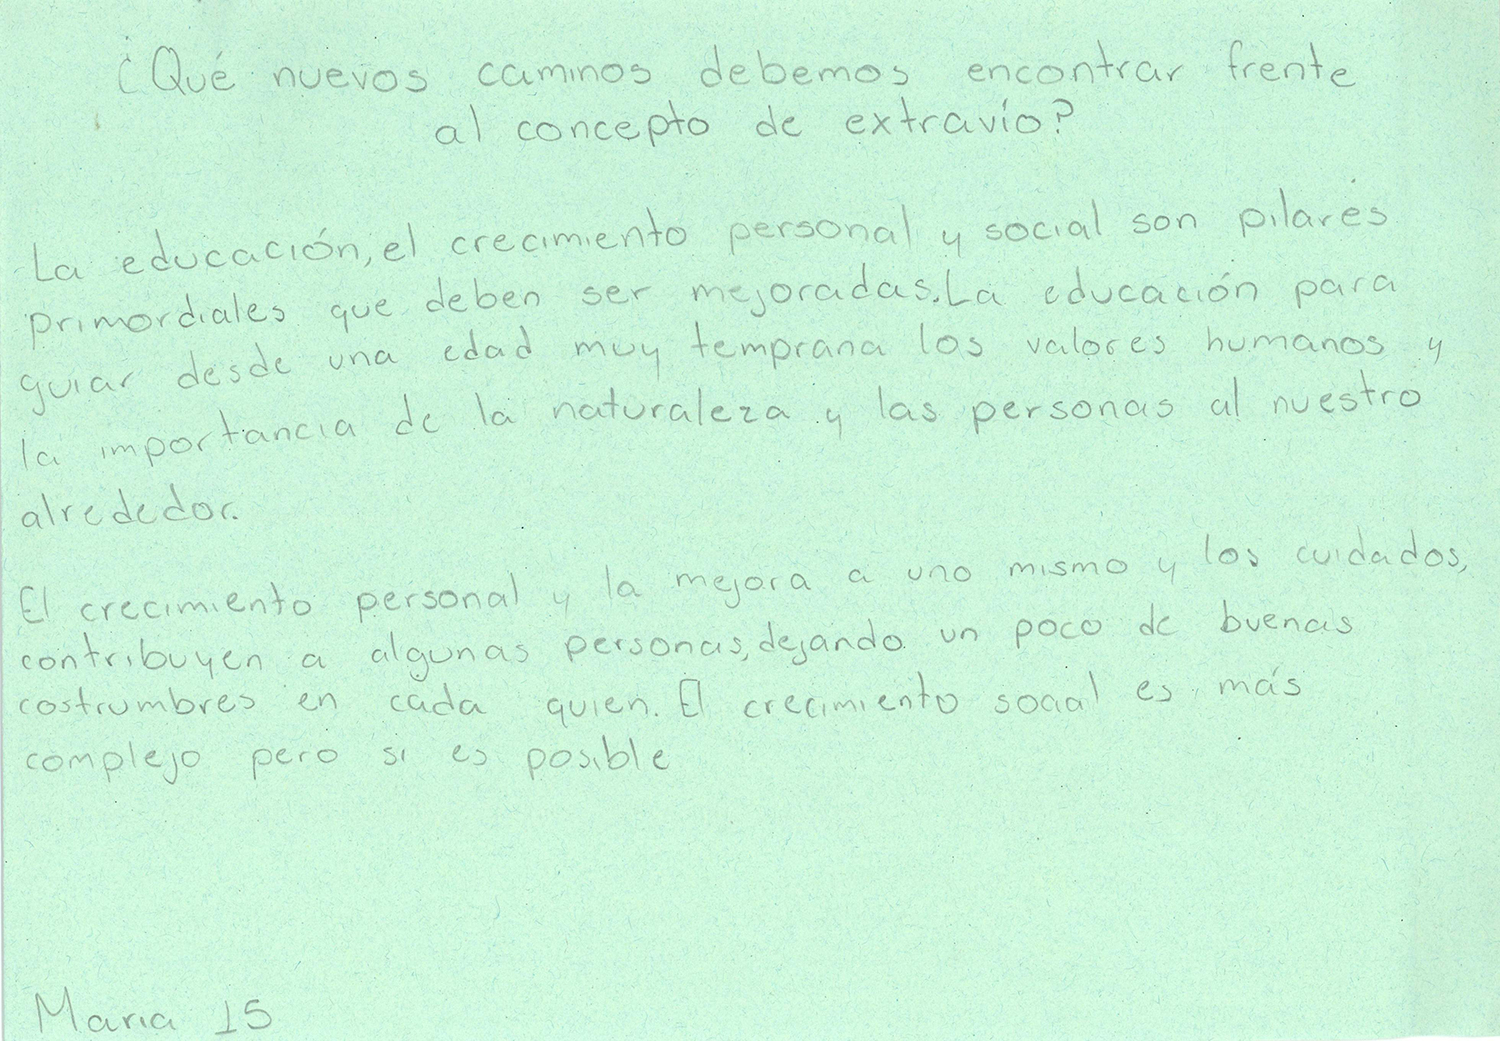 ¿Qué nuevos caminos debemos encontrar frente
al concepto de extravío?
La educación, el crecimiento personal y social son pilares
primordiales que deben ser mejoradas. La educación para
guiar desde una edad muy temprana los valores humanos y
la importancia de la naturaleza y las personas al nuestro
alrededor.
El crecimiento personal y la mejora a uno mismo y los cuidados,
contribuyen a algunas personas, dejando un poco de buenas
costrumbres en cada quien. El crecimiento social es más
complejo pero si es posible
Maria 15